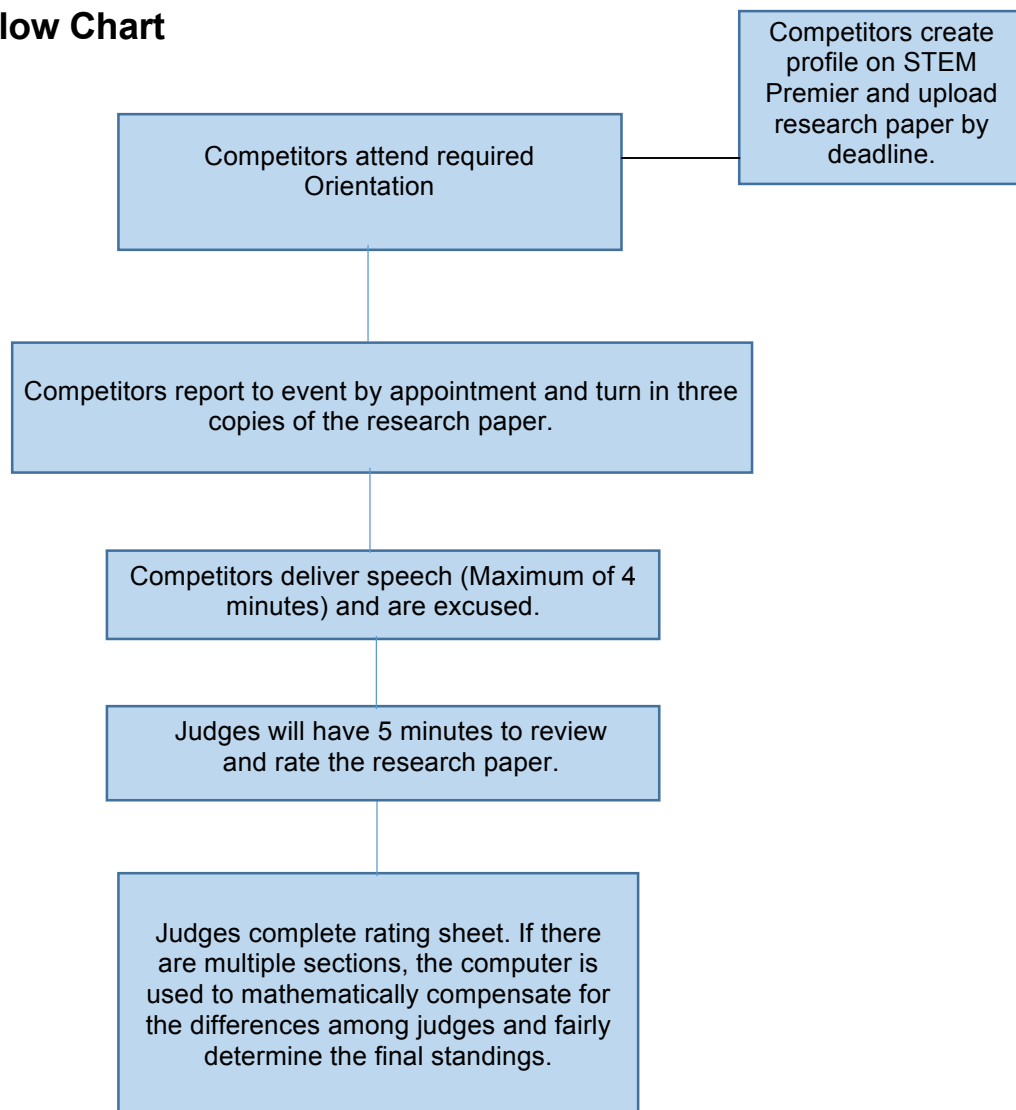 low Chart
Competitors create
profile on STEM
Premier and upload
research paper by
deadline.
Competitors attend required
Orientation
Competitors report to event by appointment and turn in three
copies of the research paper.
Competitors deliver speech (Maximum of 4
minutes) and are excused.
Judges will have 5 minutes to review
and rate the research paper.
Judges complete rating sheet. If there
are multiple sections, the computer is
used to mathematically compensate for
the differences among judges and fairly
determine the final standings.